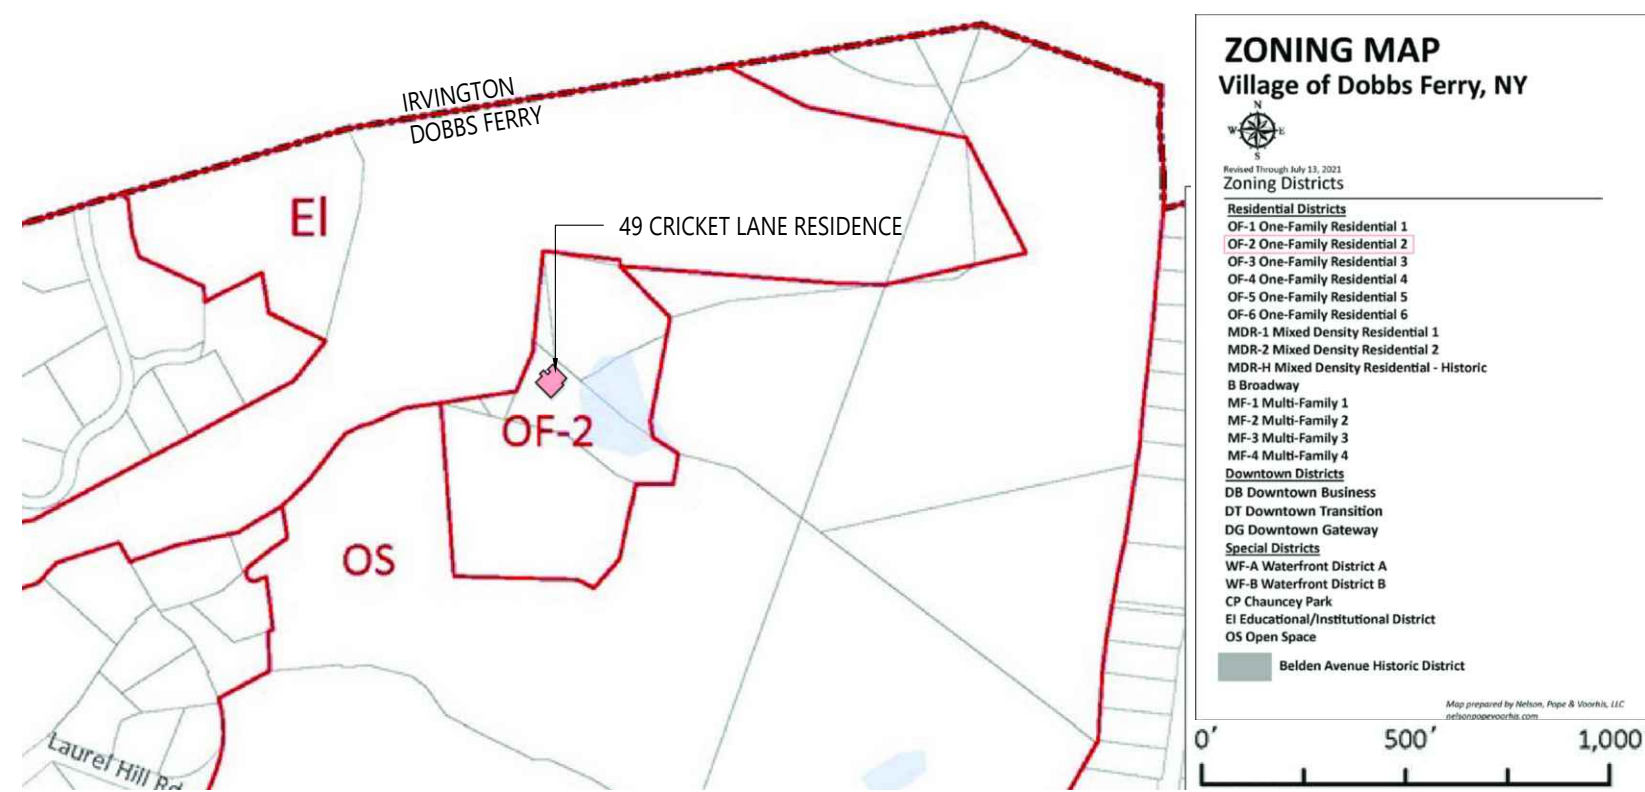 IRVINGTON
DOBBS FERRY
EI
49 CRICKET LANE RESIDENCE
OF-2
OS
Laurel Hill Rd
ZONING MAP
Village of Dobbs Ferry, NY
N
W E
S
Revised Through July 13, 2021
Zoning Districts
Residential Districts
OF-1 One-Family Residential 1
OF-2 One-Family Residential 2
OF-3 One-Family Residential 3
OF-4 One-Family Residential 4
OF-5 One-Family Residential 5
OF-6 One-Family Residential 6
MDR-1 Mixed Density Residential 1
MDR-2 Mixed Density Residential 2
MDR-H Mixed Density Residential - Historic
B Broadway
MF-1 Multi-Family 1
MF-2 Multi-Family 2
MF-3 Multi-Family 3
MF-4 Multi-Family 4
Downtown Districts
DB Downtown Business
DT Downtown Transition
DG Downtown Gateway
Special Districts
WF-A Waterfront District A
WF-B Waterfront District B
CP Chauncey Park
EI Educational/Institutional District
OS Open Space
Belden Avenue Historic District
Map prepared by Nelson, Pope & Voorhis, LLC
nelsonpopevoorhis.com
0′ 500′ 1,000